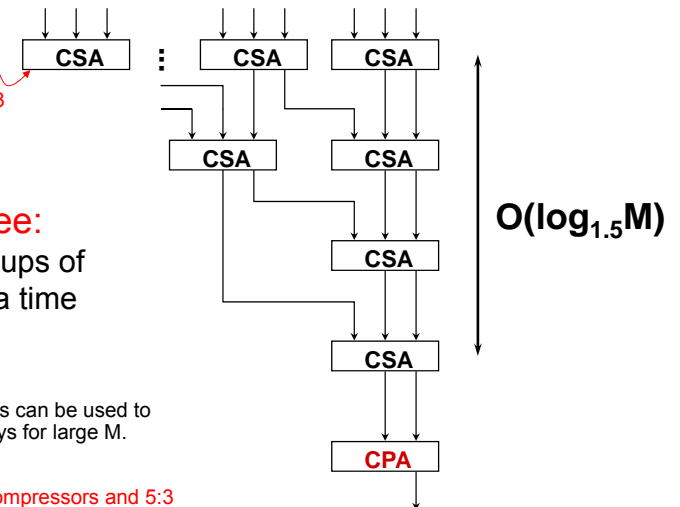 CSA ⋮ CSA CSA
3
CSA CSA
ee:
O(log1.5M)
ups of
CSA
a time
CSA
s can be used to
ys for large M.
CPA
ompressors and 5:3